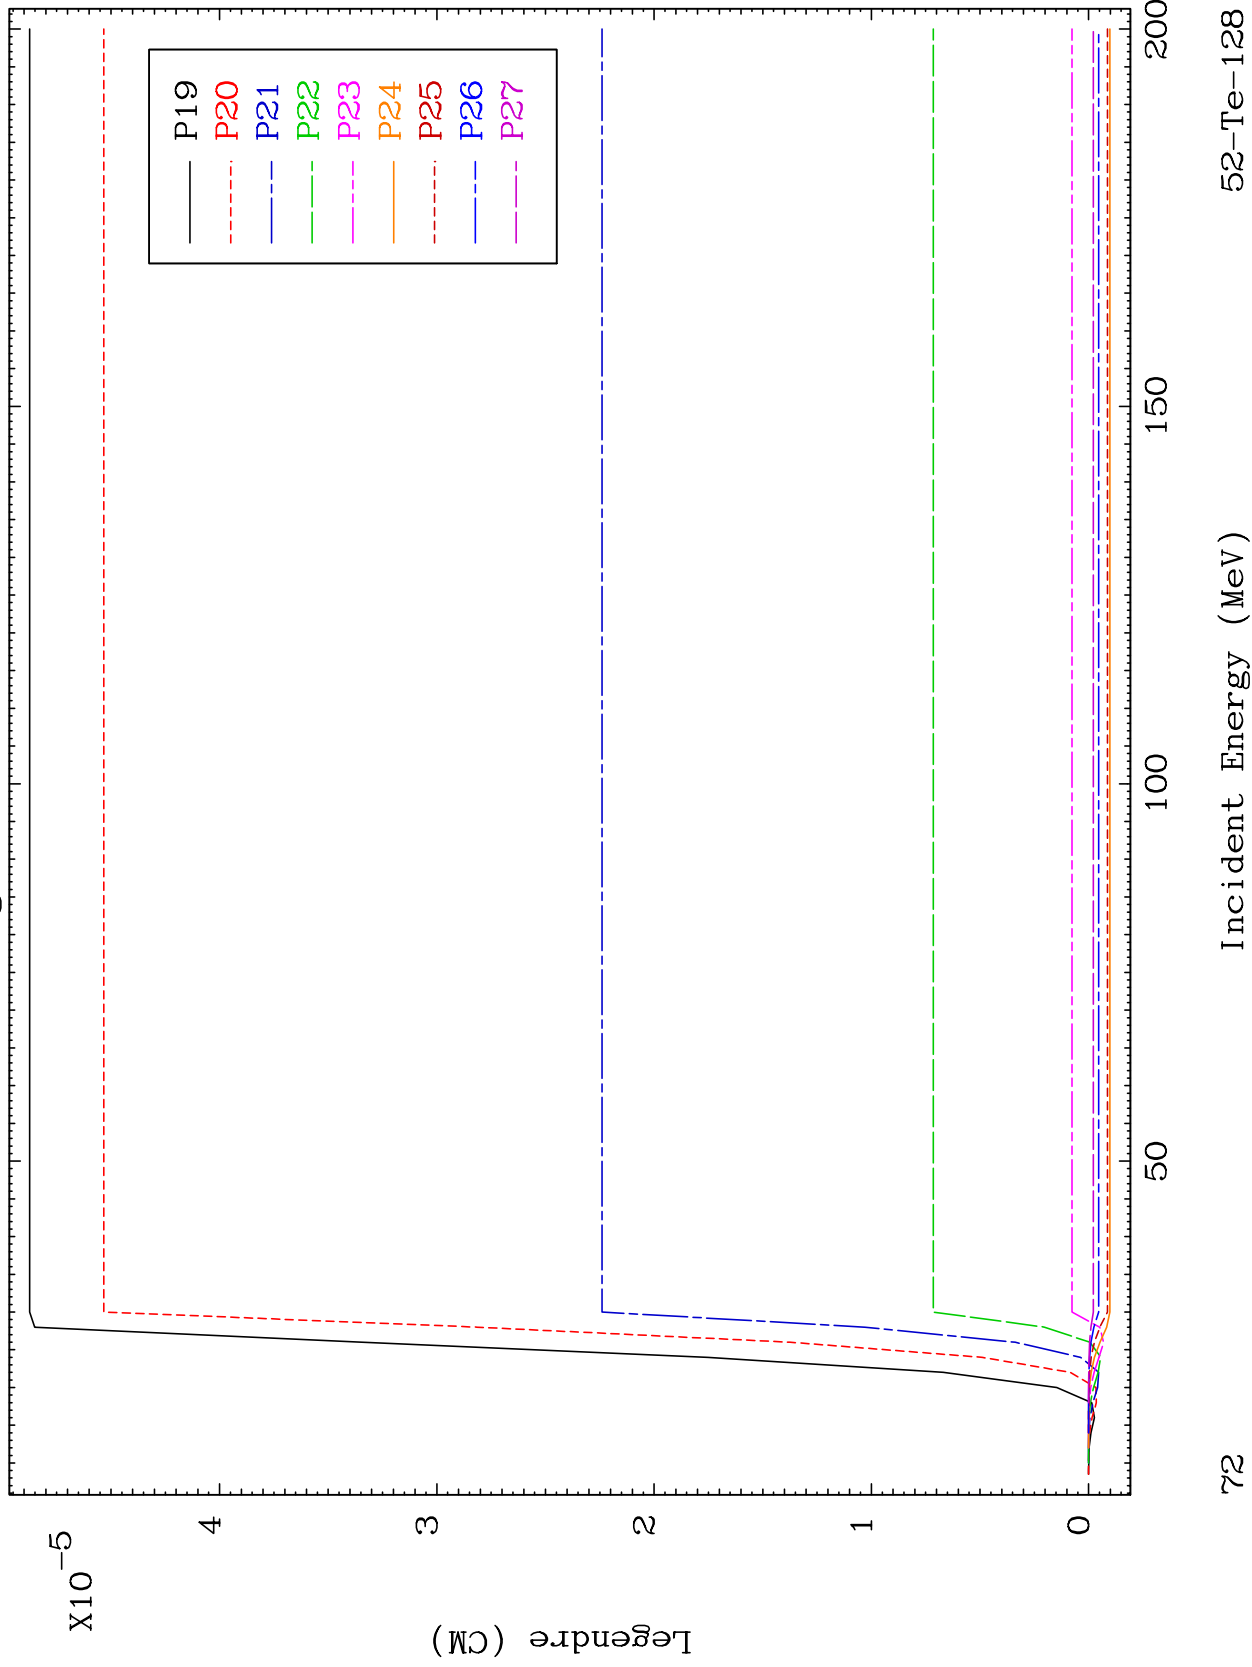 X10-5
4
3
2
1
0
Legendre (CM)
P19
P20
P21
P22
P23
P24
P25
P26
P27
50
100
150
200
72
Incident Energy (MeV)
52-Te-128